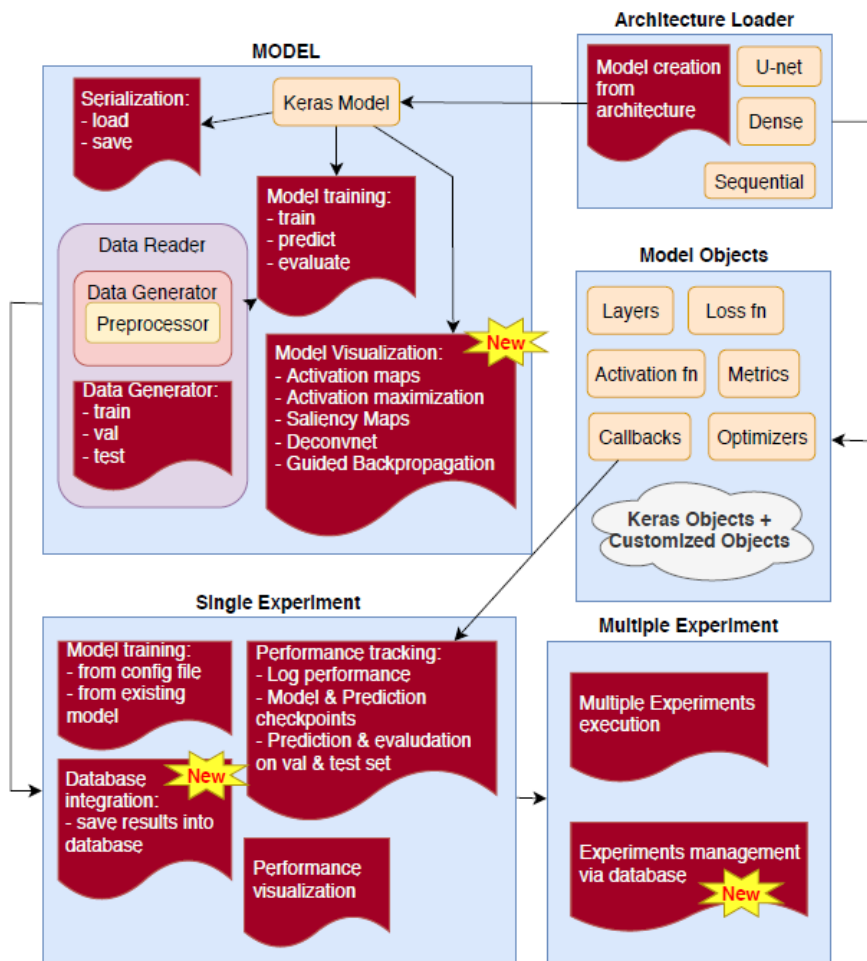 Architecture Loader
MODEL
Model creation
from
architecture
U-net
Dense
Sequential
Serialization:
- load
- save
Keras Model
Model training:
- train
- predict
- evaluate
Data Reader
Data Generator
Preprocessor
Data Generator:
- train
- val
- test
New
Model Visualization:
- Activation maps
- Activation maximization
- Saliency Maps
- Deconvnet
- Guided Backpropagation
Model Objects
Layers
Loss fn
Activation fn
Metrics
Callbacks
Optimizers
Keras Objects +
Customized Objects
Single Experiment
Model training:
- from config file
- from existing
model
Performance tracking:
- Log performance
- Model & Prediction
checkpoints
- Prediction & evaludation
on val & test set
New
Database
integration:
- save results into
database
Performance
visualization
Multiple Experiment
Multiple Experiments
execution
Experiments management
via database
New